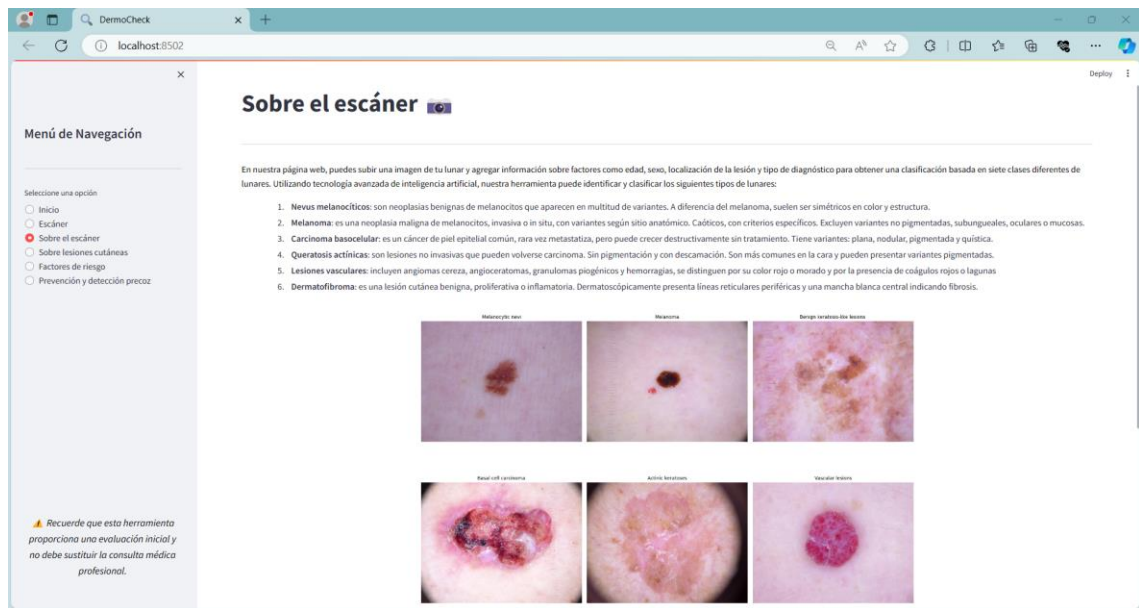 DermoCheck
localhost:8502
Deploy
Menú de Navegación
Seleccione una opción
Inicio
Escáner
Sobre el escáner
Sobre lesiones cutáneas
Factores de riesgo
Prevención y detección precoz
⚠ Recuerde que esta herramienta
proporciona una evaluación inicial y
no debe sustituir la consulta médica
profesional.
Sobre el escáner
En nuestra página web, puedes subir una imagen de tu lunar y agregar información sobre factores como edad, sexo, localización de la lesión y tipo de diagnóstico para obtener una clasificación basada en siete clases diferentes de
lunares. Utilizando tecnología avanzada de inteligencia artificial, nuestra herramienta puede identificar y clasificar los siguientes tipos de lunares:
1. Nevus melanocíticos: son neoplasias benignas de melanocitos que aparecen en multitud de variantes. A diferencia del melanoma, suelen ser simétricos en color y estructura.
2. Melanoma: es una neoplasia maligna de melanocitos, invasiva o in situ, con variantes según sitio anatómico. Caóticos, con criterios específicos. Excluyen variantes no pigmentadas, subungueales, oculares o mucosas.
3. Carcinoma basocelular: es un cáncer de piel epitelial común, rara vez metastatiza, pero puede crecer destructivamente sin tratamiento. Tiene variantes: plana, nodular, pigmentada y quística.
4. Queratosis actínicas: son lesiones no invasivas que pueden volverse carcinoma. Sin pigmentación y con descamación. Son más comunes en la cara y pueden presentar variantes pigmentadas.
5. Lesiones vasculares: incluyen angiomas cereza, angioceratomas, granulomas piogénicos y hemorragias, se distinguen por su color rojo o morado y por la presencia de coágulos rojos o lagunas
6. Dermatofibroma: es una lesión cutánea benigna, proliferativa o inflamatoria. Dermatoscópicamente presenta líneas reticulares periféricas y una mancha blanca central indicando fibrosis.
Melanocytic nevi
Melanoma
Benign keratosis-like lesions
Basal cell carcinoma
Actinic keratoses
Vascular lesions